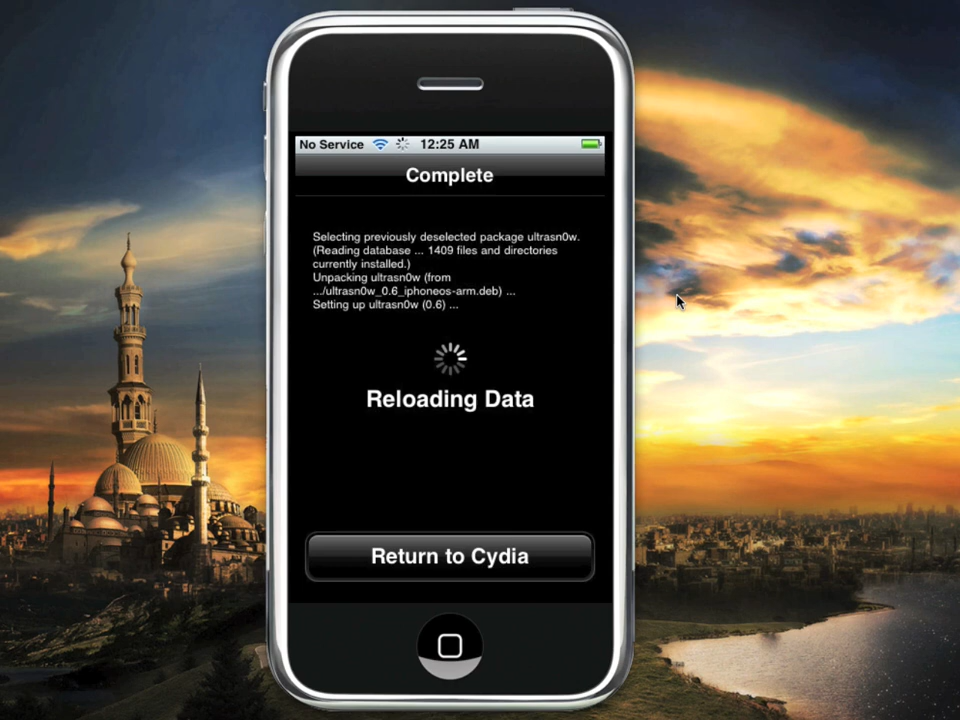 No Service 12:25 AM
Complete
Selecting previously deselected package ultrasn0w.
(Reading database ... 1409 files and directories
currently installed.)
Unpacking ultrasn0w (from
.../ultrasn0w_0.6_iphoneos-arm.deb) ...
Setting up ultrasn0w (0.6) ...
Reloading Data
Return to Cydia